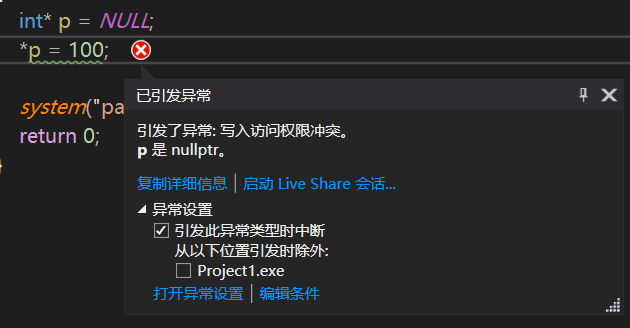 int* p = NULL;
*p = 100;
已引发异常
system("pa
引发了异常: 写入访问权限冲突。
return 0;
p 是 nullptr。
复制详细信息 | 启动 Live Share 会话...
异常设置
引发此异常类型时中断
从以下位置引发时除外:
Project1.exe
打开异常设置 | 编辑条件
}